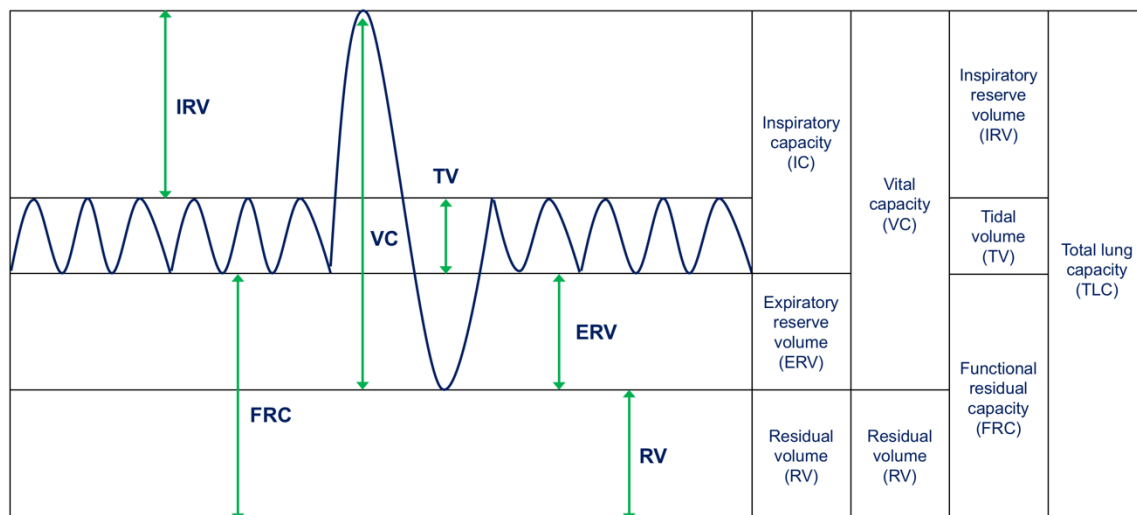 IRV
TV
VC
ERV
FRC
RV
Inspiratory
capacity
(IC)
Expiratory
reserve
volume
(ERV)
Residual
volume
(RV)
Vital
capacity
(VC)
Residual
volume
(RV)
Inspiratory
reserve
volume
(IRV)
Tidal
volume
(TV)
Functional
residual
capacity
(FRC)
Total lung
capacity
(TLC)